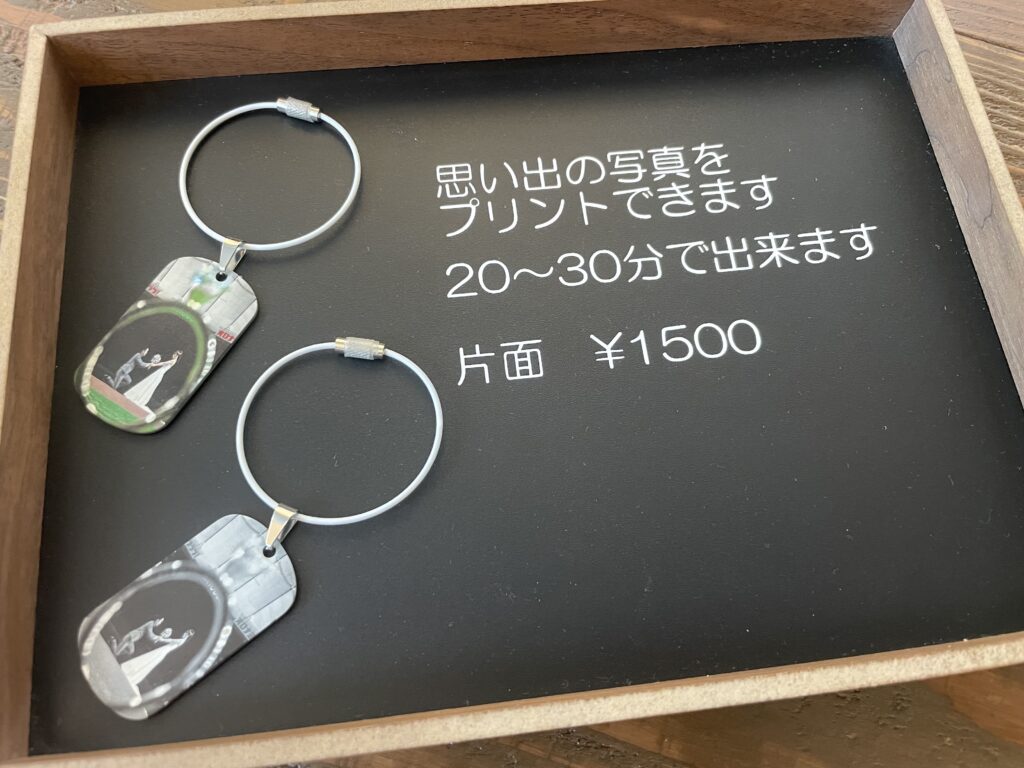 思い出の写真を
プリントできます
20～30分で出来ます
片面　¥1500